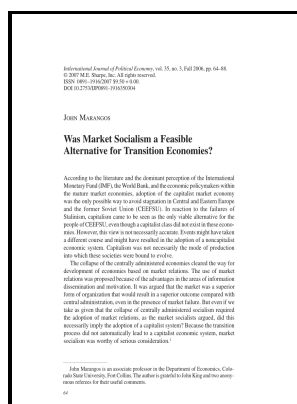 International Journal of Political Economy, vol. 35, no. 3, Fall 2006, pp. 64–88.
© 2007 M.E. Sharpe, Inc. All rights reserved.
ISSN 0891–1916/2007 $9.50 + 0.00.
DOI 10.2753/IJP0891-1916350304
JOHN MARANGOS
Was Market Socialism a Feasible
Alternative for Transition Economies?
According to the literature and the dominant perception of the International
Monetary Fund (IMF), the World Bank, and the economic policymakers within
the mature market economies, adoption of the capitalist market economy
was the only possible way to avoid stagnation in Central and Eastern Europe
and the former Soviet Union (CEEFSU). In reaction to the failures of
Stalinism, capitalism came to be seen as the only viable alternative for the
people of CEEFSU, even though a capitalist class did not exist in these econo-
mies. However, this view is not necessarily accurate. Events might have taken
a different course and might have resulted in the adoption of a noncapitalist
economic system. Capitalism was not necessarily the mode of production
into which these societies were bound to evolve.
The collapse of the centrally administered economies cleared the way for
development of economies based on market relations. The use of market
relations was proposed because of the advantages in the areas of information
dissemination and motivation. It was argued that the market was a superior
form of organization that would result in a superior outcome compared with
central administration, even in the presence of market failure. But even if we
take as given that the collapse of centrally administered socialism required
the adoption of market relations, as the market socialists argued, did this
necessarily imply the adoption of a capitalist system? Because the transition
process did not automatically lead to a capitalist economic system, market
socialism was worthy of serious consideration.¹
John Marangos is an associate professor in the Department of Economics, Colo-
rado State University, Fort Collins. The author is grateful to John King and two anony-
mous referees for their useful comments.
64